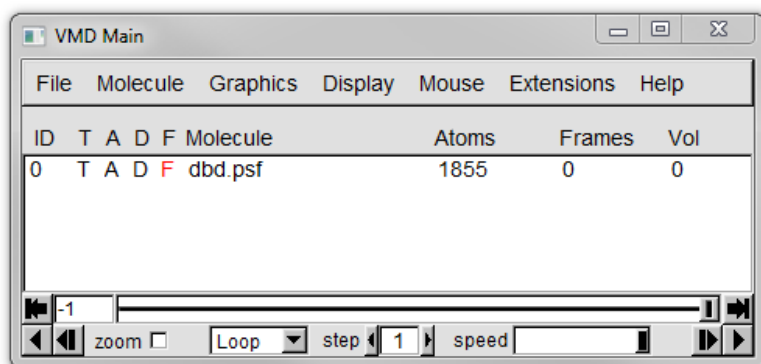 VMD Main
File Molecule Graphics Display Mouse Extensions Help
ID T A D F Molecule Atoms Frames Vol
0 T A D F dbd.psf 1855 0 0
-1
zoom Loop step 1 speed